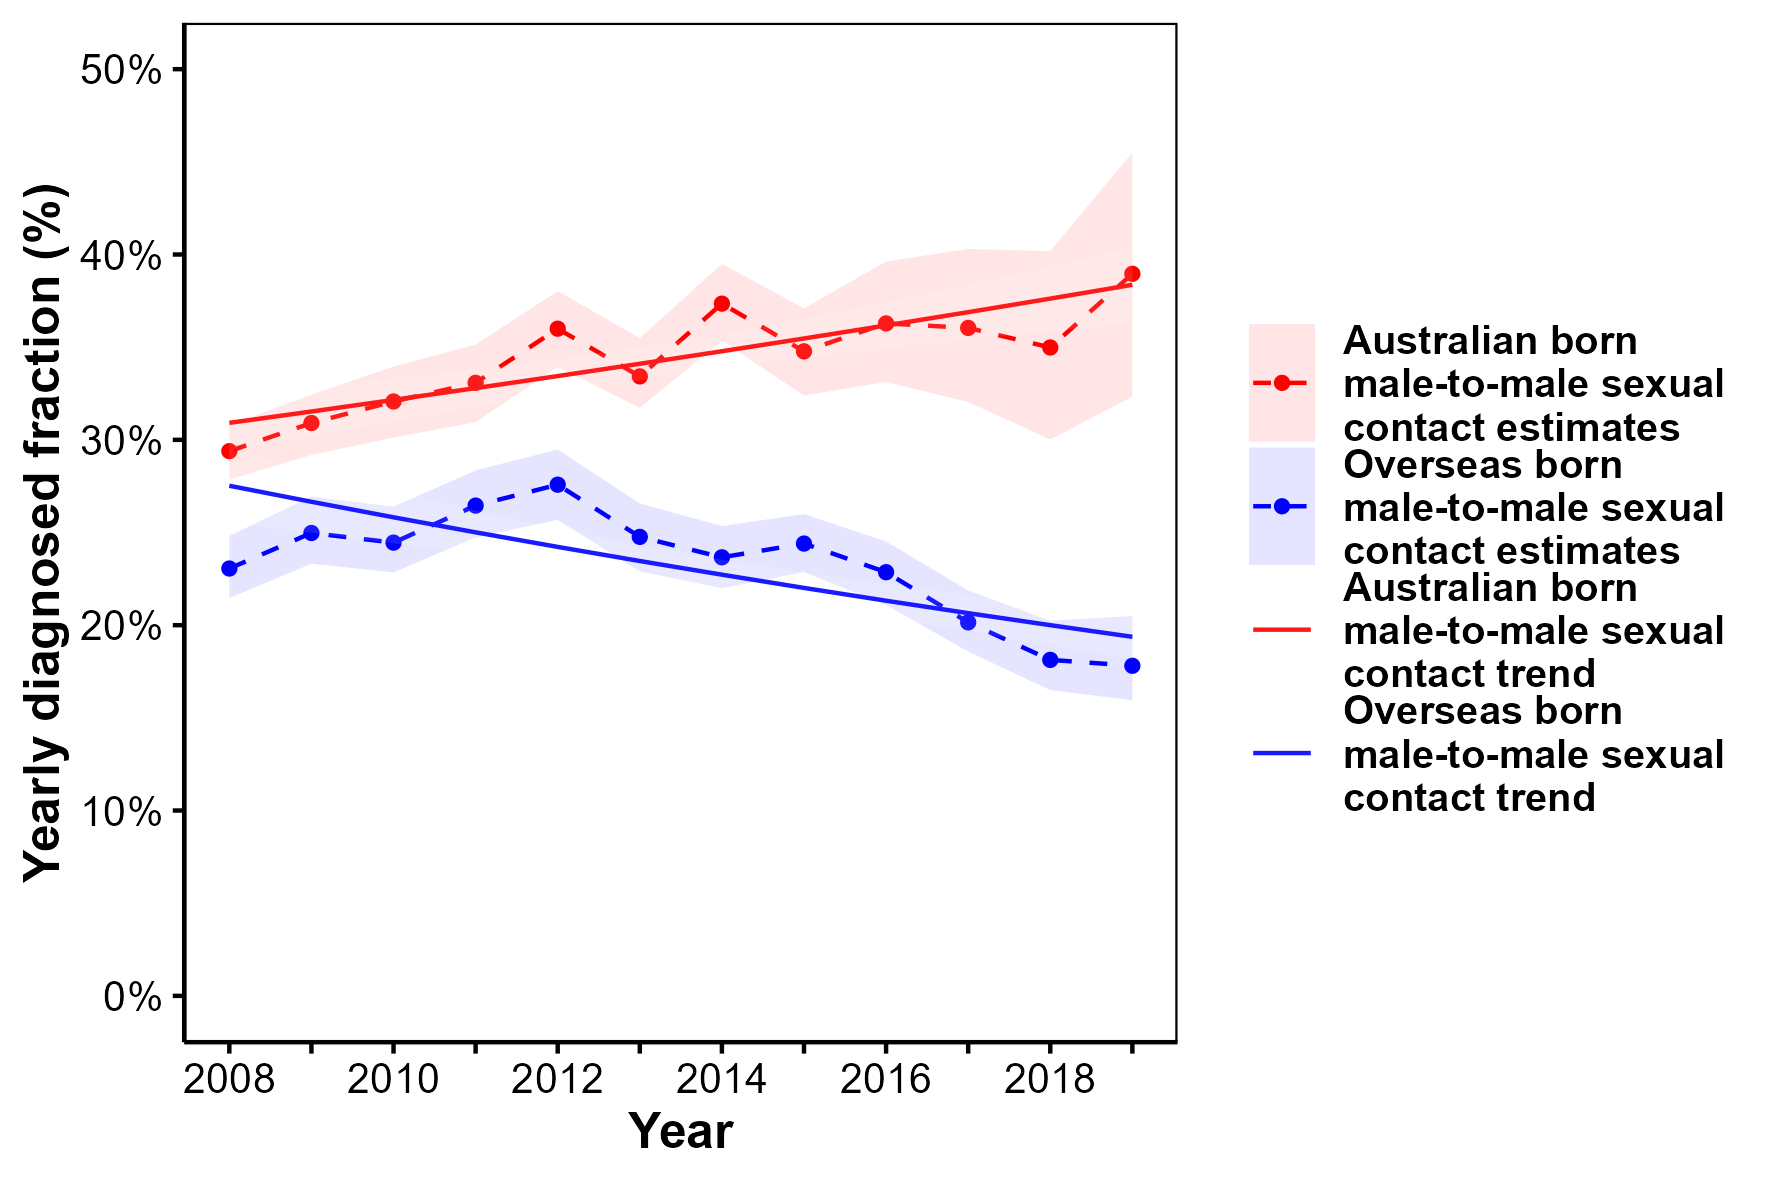 Yearly diagnosed fraction (%)
50%
40%
30%
20%
10%
0%
2008 2010 2012 2014 2016 2018
Year
Australian born
male-to-male sexual
contact estimates
Overseas born
male-to-male sexual
contact estimates
Australian born
male-to-male sexual
contact trend
Overseas born
male-to-male sexual
contact trend